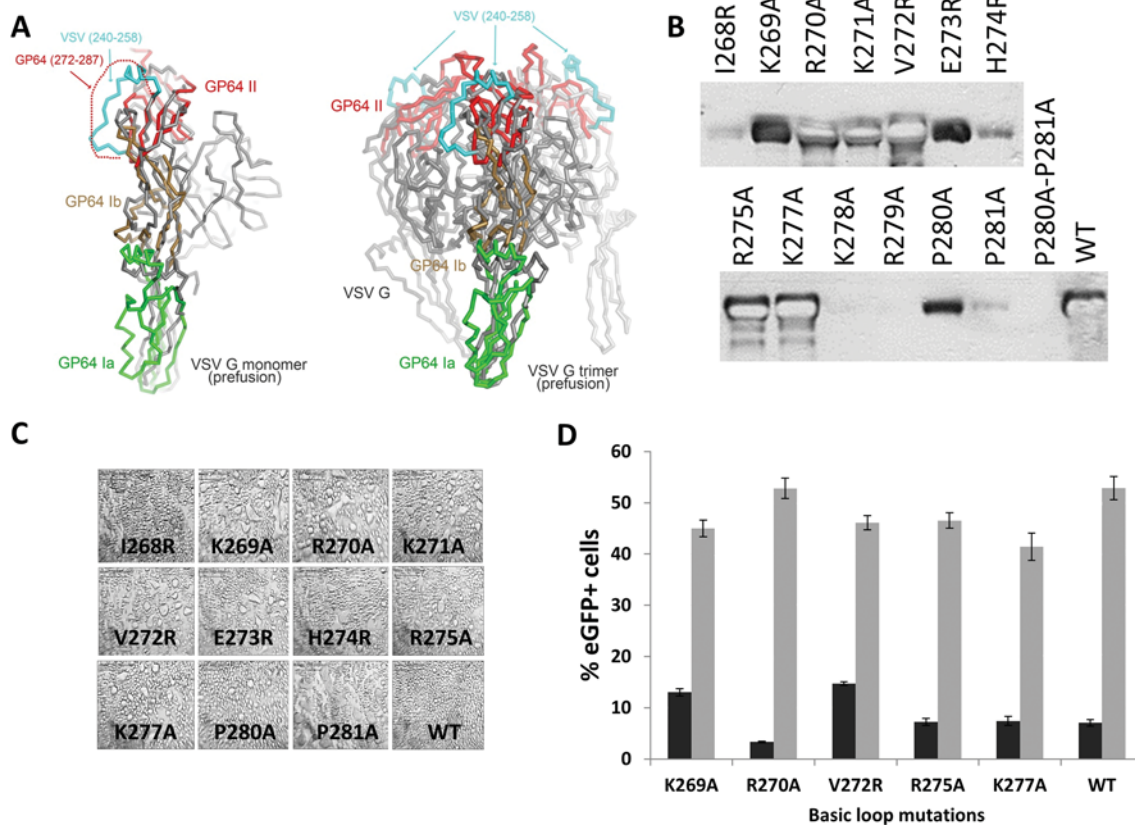 A
VSV (240-258)
GP64 (272-287)
GP64 II
GP64 Ib
GP64 Ia
VSV G monomer
(prefusion)
VSV (240-258)
GP64 II
GP64 Ib
VSV G
GP64 Ia
VSV G trimer
(prefusion)
B
I268R
K269A
R270A
K271A
V272R
E273R
H274R
R275A
K277A
K278A
R279A
P280A
P281A
P280A-P281A
WT
C
I268R K269A R270A K271A
V272R E273R H274R R275A
K277A P280A P281A WT
D
% eGFP+ cells
60
50
40
30
20
10
0
K269A R270A V272R R275A K277A WT
Basic loop mutations